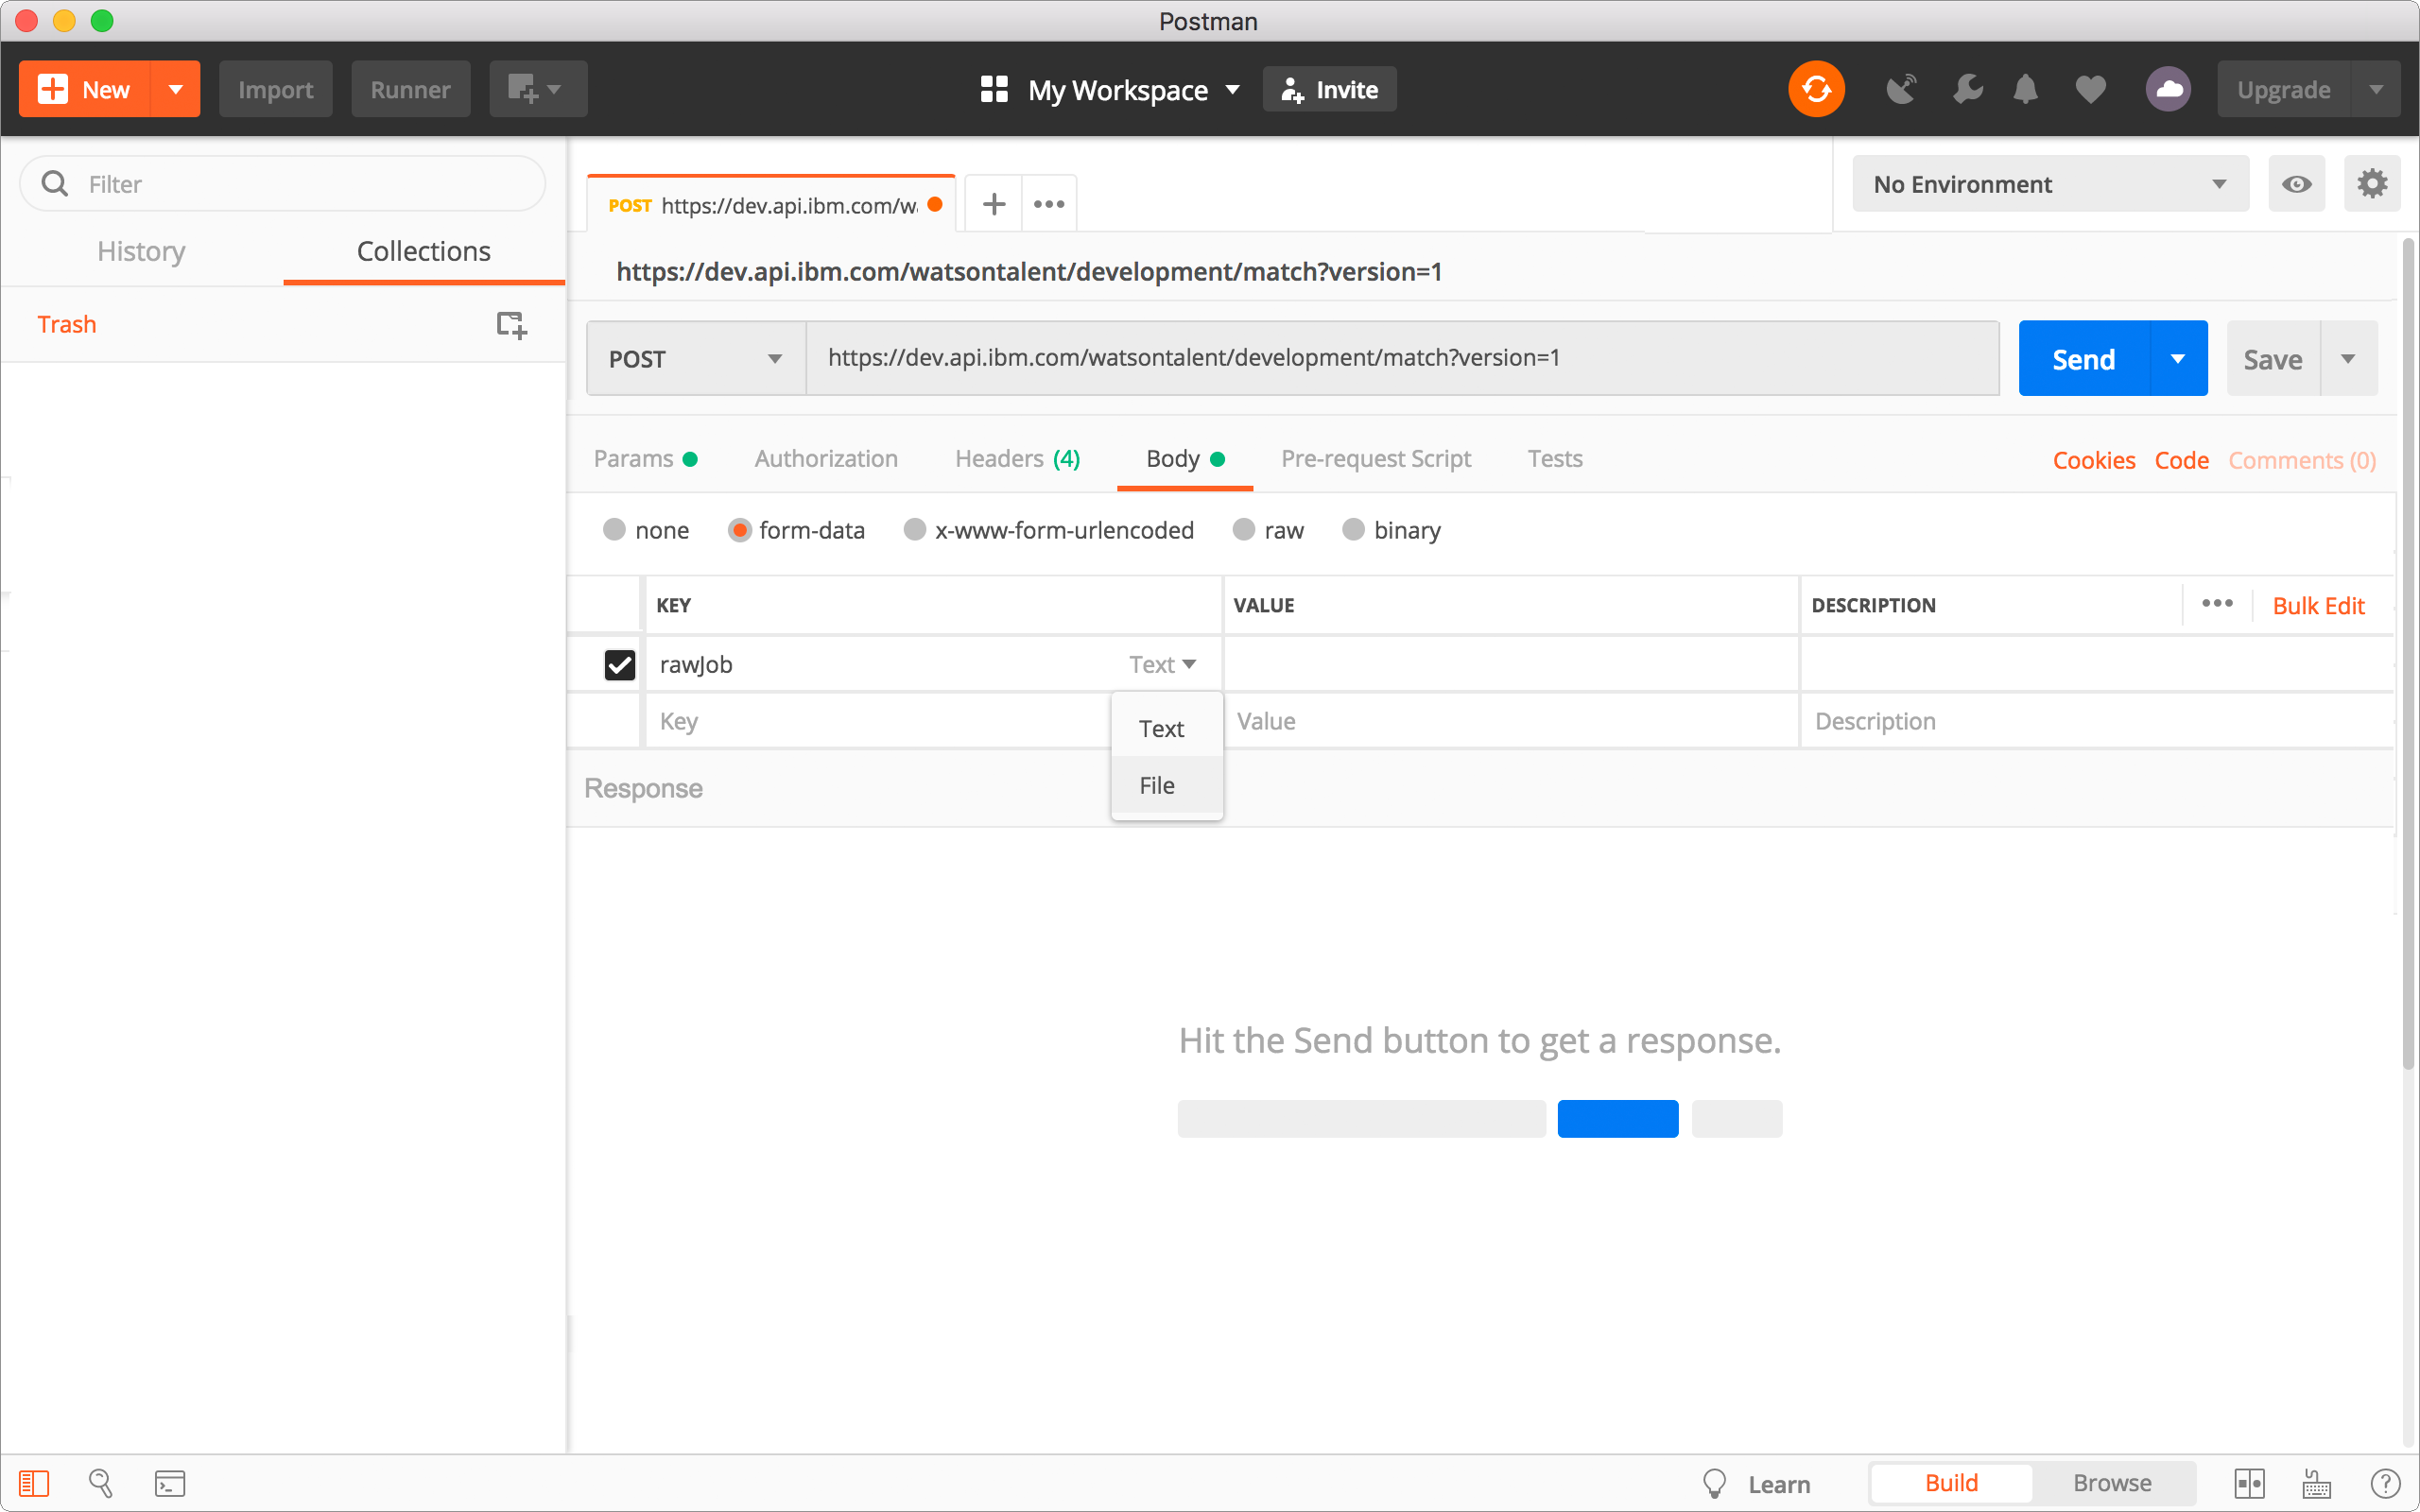 Postman
New Import Runner My Workspace Invite Upgrade
Filter
History Collections
Trash
POST https://dev.api.ibm.com/wa
No Environment
https://dev.api.ibm.com/watsontalent/development/match?version=1
POST https://dev.api.ibm.com/watsontalent/development/match?version=1 Send Save
Params Authorization Headers (4) Body Pre-request Script Tests Cookies Code Comments (0)
none form-data x-www-form-urlencoded raw binary
KEY VALUE DESCRIPTION Bulk Edit
rawJob Text
Key Value Description
Text
File
Response
Hit the Send button to get a response.
Learn Build Browse